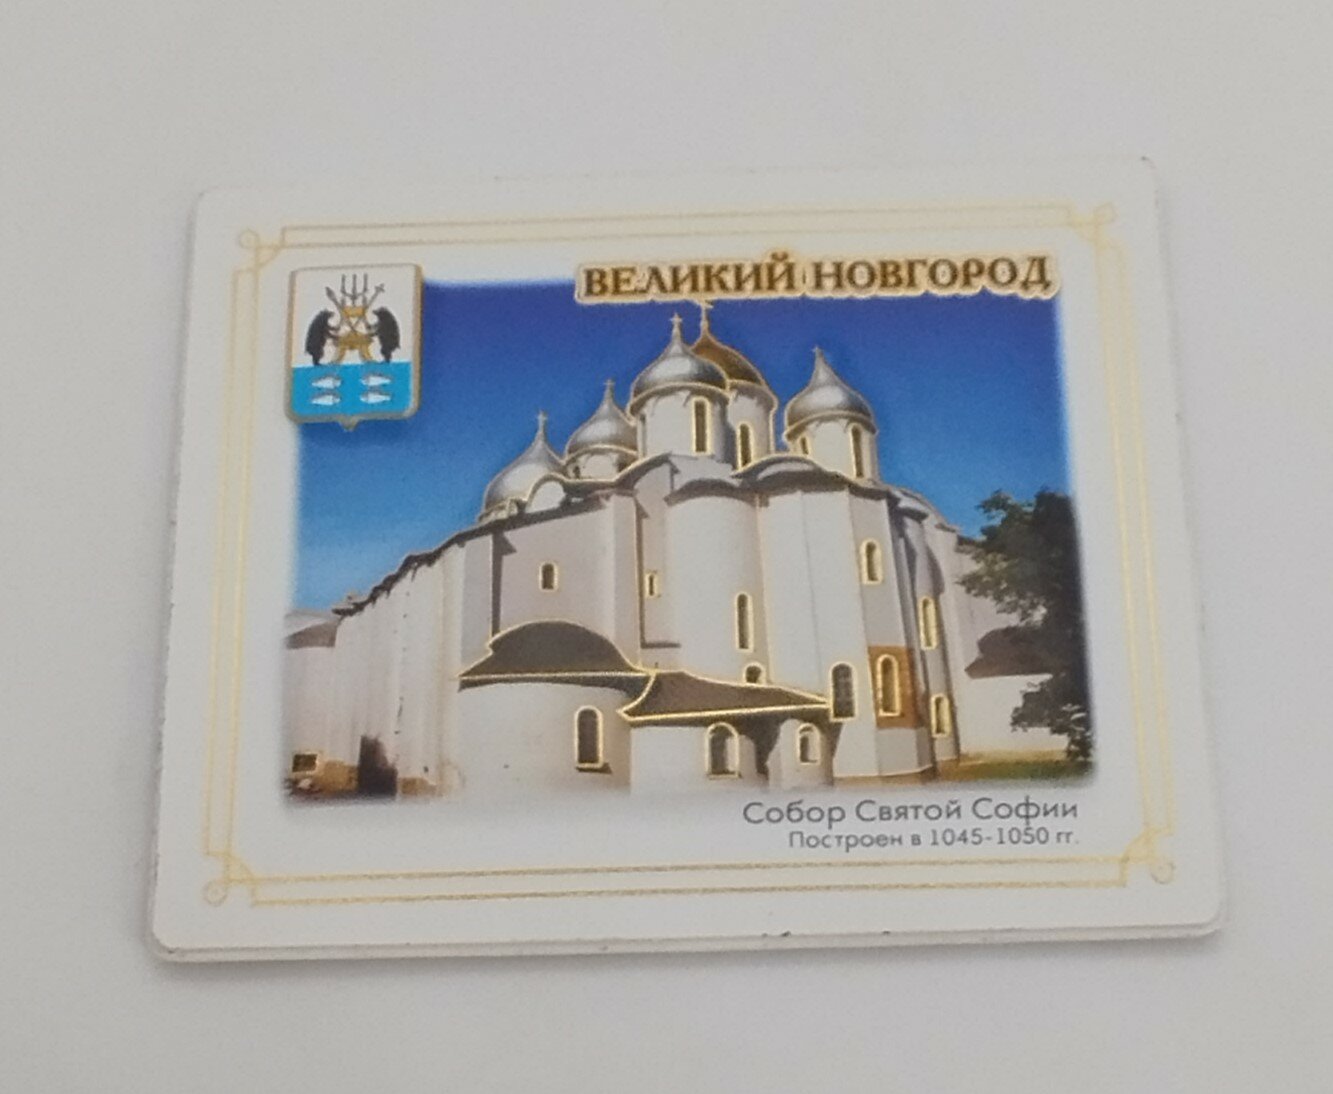 ВЕЛИКИЙ НОВГОРОД
Собор Святой Софии
Построен в 1045-1050 гг.